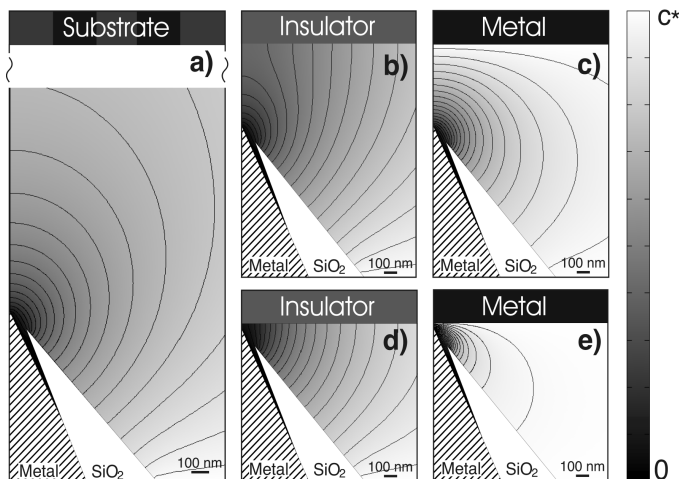 Substrate
a)
Metal
SiO₂
100 nm
Insulator
b)
Metal
SiO₂
100 nm
Metal
c)
Metal
SiO₂
100 nm
Insulator
d)
Metal
SiO₂
100 nm
Metal
e)
Metal
SiO₂
100 nm
C*
0